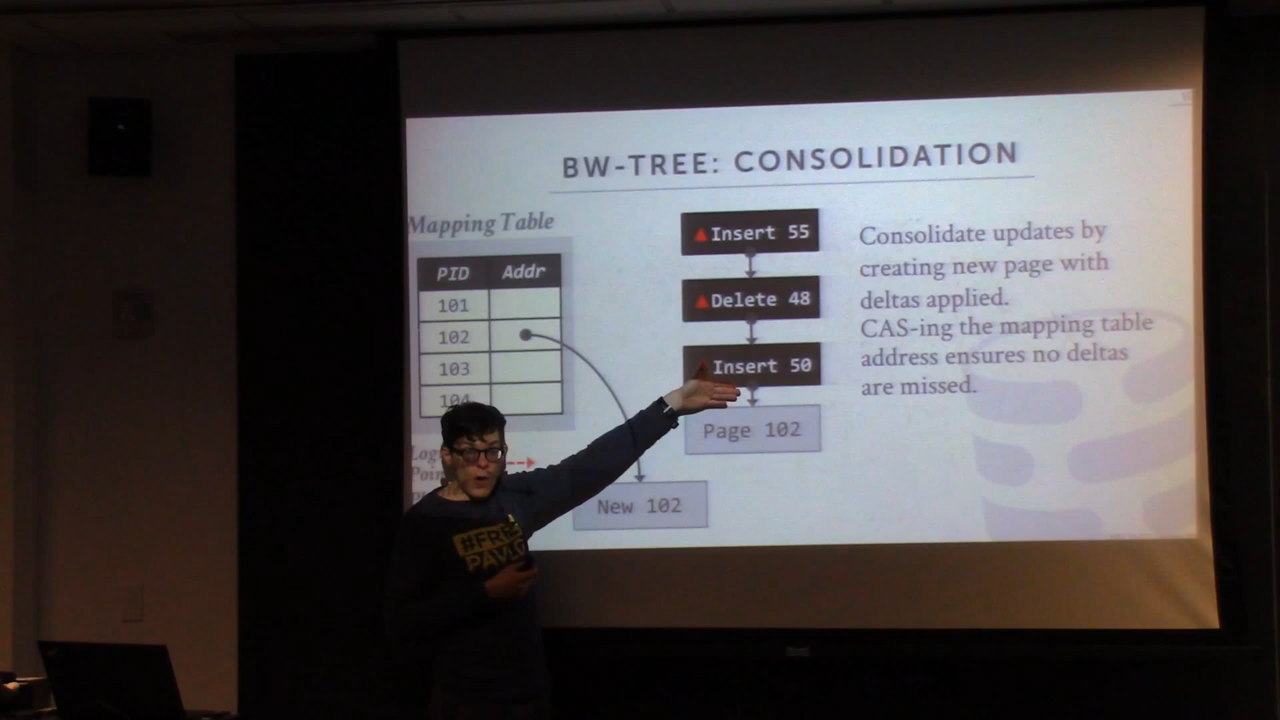 BW-TREE: CONSOLIDATION
Mapping Table
PID Addr
101
102
103
104
▲Insert 55
▲Delete 48
▲Insert 50
Page 102
New 102
Consolidate updates by
creating new page with
deltas applied.
CAS-ing the mapping table
address ensures no deltas
are missed.